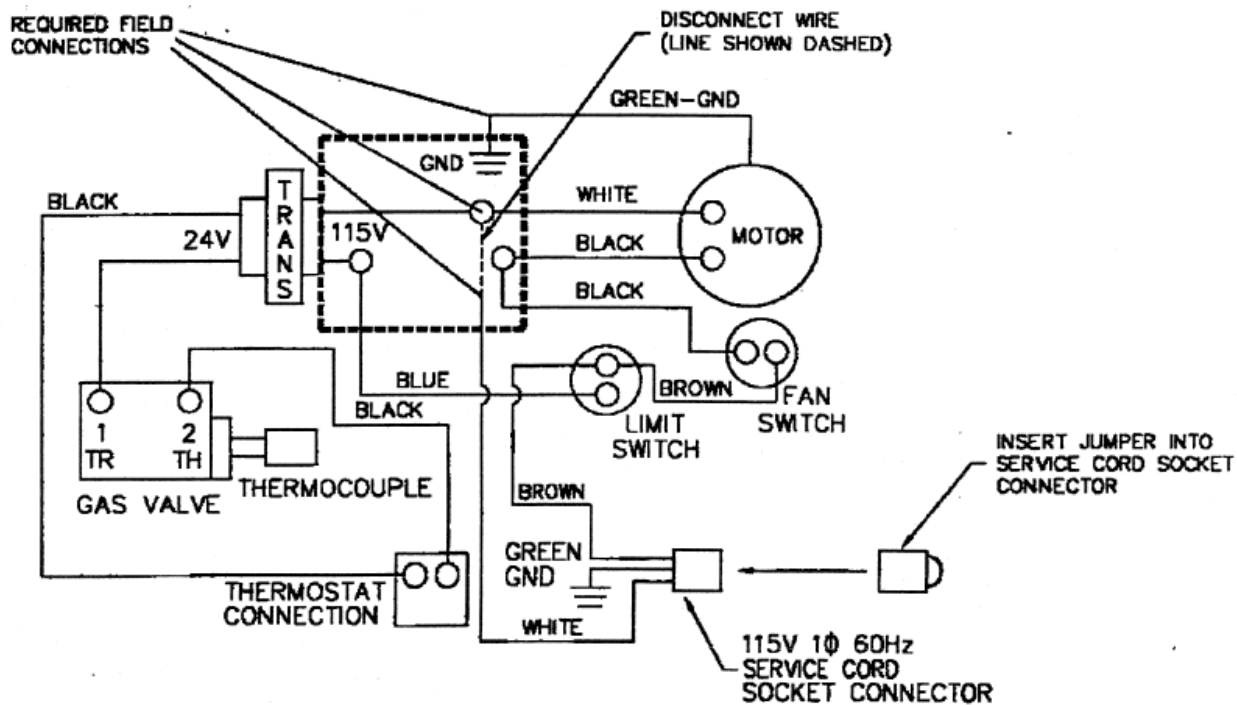 REQUIRED FIELD
CONNECTIONS
DISCONNECT WIRE
(LINE SHOWN DASHED)
GREEN-GND
GND
TRANS
BLACK
24V
115V
WHITE
BLACK
MOTOR
BLACK
BLUE
BLACK
BROWN
LIMIT
SWITCH
FAN
SWITCH
1
TR
2
TH
GAS VALVE
THERMOCOUPLE
BROWN
GREEN
GND
THERMOSTAT
CONNECTION
WHITE
INSERT JUMPER INTO
SERVICE CORD SOCKET
CONNECTOR
115V 1Φ 60Hz
SERVICE CORD
SOCKET CONNECTOR